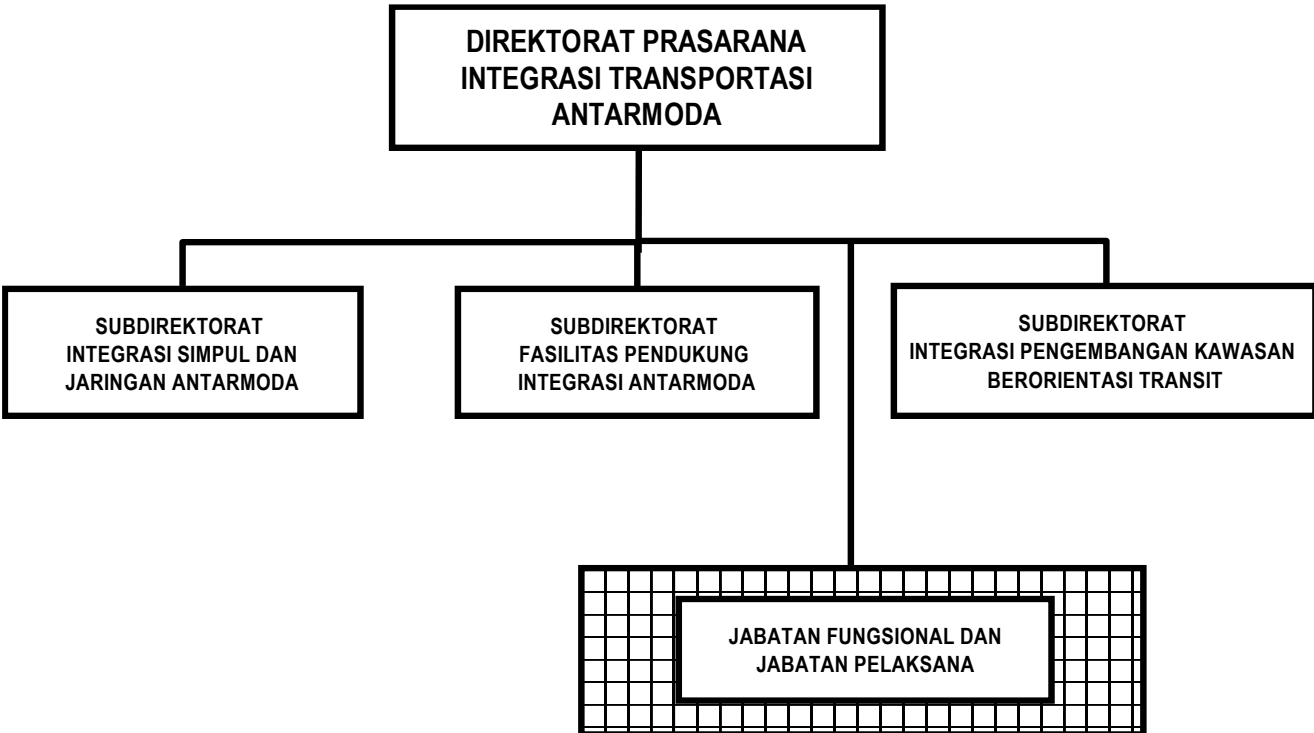 DIREKTORAT PRASARANA
INTEGRASI TRANSPORTASI
ANTARMODA
SUBDIREKTORAT
INTEGRASI SIMPUL DAN
JARINGAN ANTARMODA
SUBDIREKTORAT
FASILITAS PENDUKUNG
INTEGRASI ANTARMODA
SUBDIREKTORAT
INTEGRASI PENGEMBANGAN KAWASAN
BERORIENTASI TRANSIT
JABATAN FUNGSIONAL DAN
JABATAN PELAKSANA